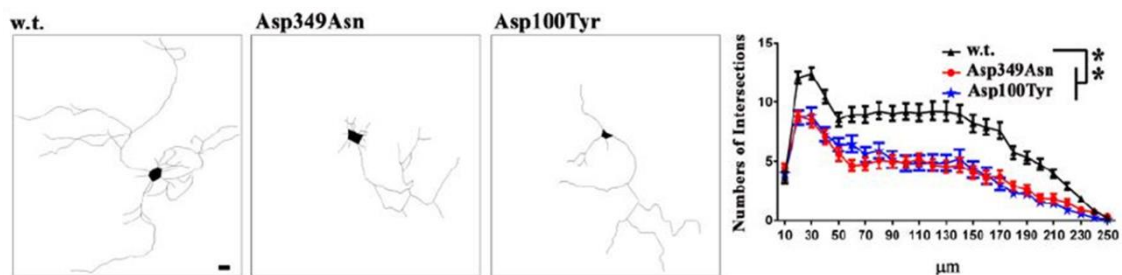 w.t.
Asp349Asn
Asp100Tyr
15
10
5
0
Numbers of Intersections
w.t.
Asp349Asn
Asp100Tyr
*
*
10 30 50 70 90 110 130 150 170 190 210 230 250
μm